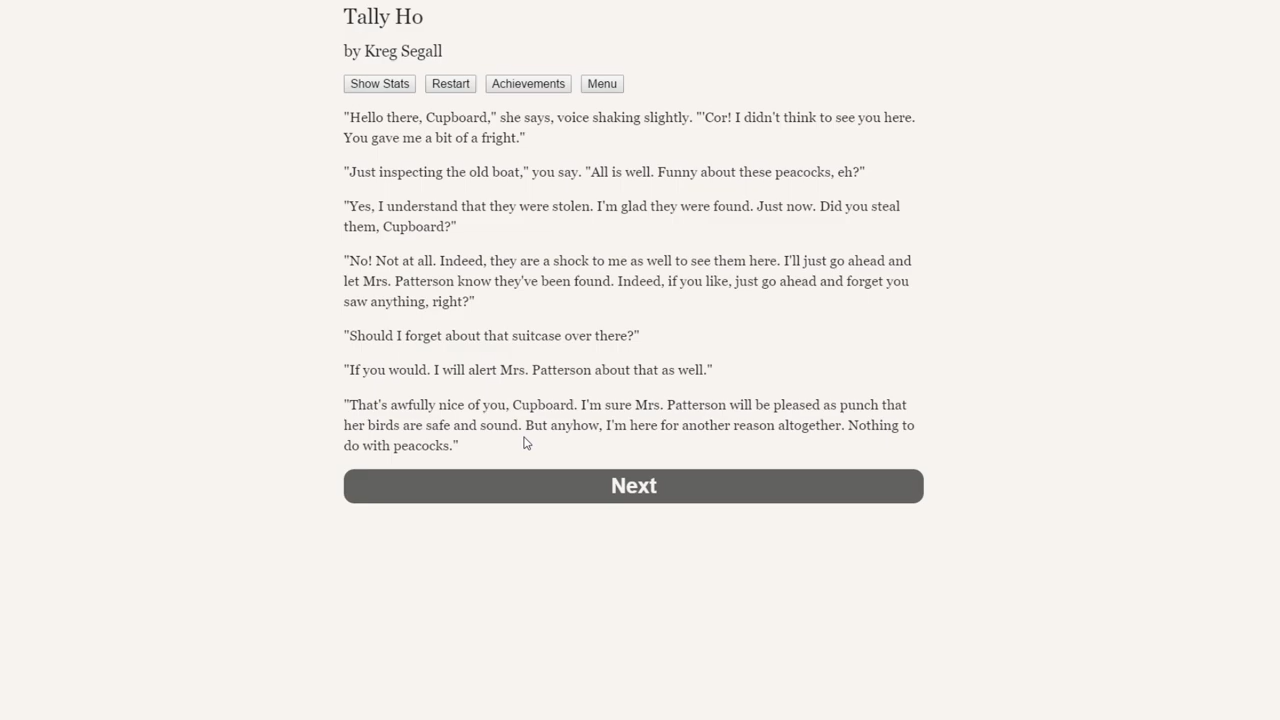 Tally Ho
by Kreg Segall
Show Stats Restart Achievements Menu
"Hello there, Cupboard," she says, voice shaking slightly. "'Cor! I didn't think to see you here.
You gave me a bit of a fright."
"Just inspecting the old boat," you say. "All is well. Funny about these peacocks, eh?"
"Yes, I understand that they were stolen. I'm glad they were found. Just now. Did you steal
them, Cupboard?"
"No! Not at all. Indeed, they are a shock to me as well to see them here. I'll just go ahead and
let Mrs. Patterson know they've been found. Indeed, if you like, just go ahead and forget you
saw anything, right?"
"Should I forget about that suitcase over there?"
"If you would. I will alert Mrs. Patterson about that as well."
"That's awfully nice of you, Cupboard. I'm sure Mrs. Patterson will be pleased as punch that
her birds are safe and sound. But anyhow, I'm here for another reason altogether. Nothing to
do with peacocks."
Next